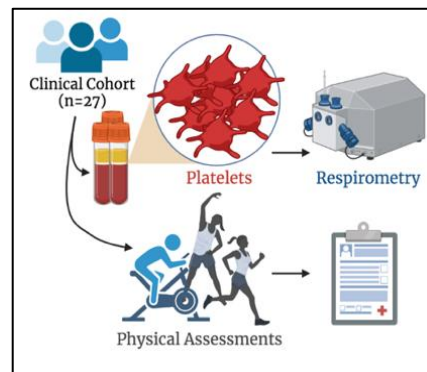 Clinical Cohort
(n=27)
Platelets
Respirometry
Physical Assessments